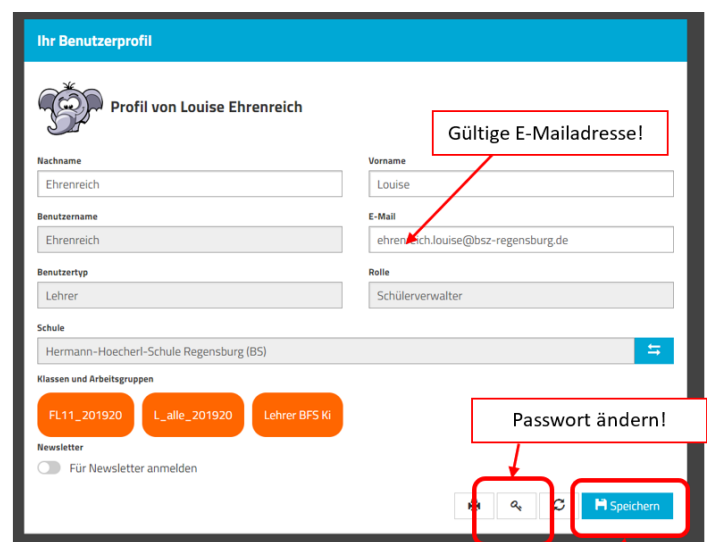 Ihr Benutzerprofil
Profil von Louise Ehrenreich
Gültige E-Mailadresse!
Nachname
Vorname
Ehrenreich
Louise
Benutzername
E-Mail
Ehrenreich
ehrenreich.louise@bsz-regensburg.de
Benutzertyp
Rolle
Lehrer
Schülerverwalter
Schule
Hermann-Hoecherl-Schule Regensburg (BS)
Klassen und Arbeitsgruppen
FL11_201920
L_alle_201920
Lehrer BFS Ki
Passwort ändern!
Newsletter
Für Newsletter anmelden
Speichern